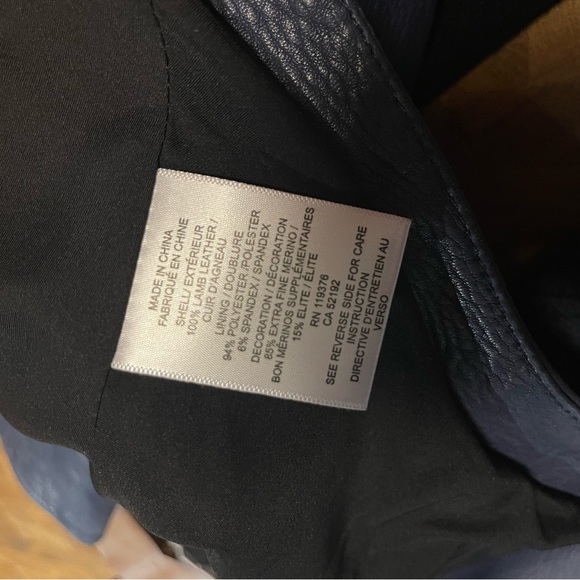 MADE IN CHINA
FABRIQUÉ EN CHINE
SHELL/ EXTÉRIEUR
100% LAMB LEATHER /
CUIR D'AGNEAU
LINING / DOUBLURE
94% POLYESTER /POLESTER
6% SPANDEX / SPANDEX
DECORATION / DÉCORATION
85% EXTRA FINE MERINO /
BON MÉRINOS SUPPLÉMENTAIRES
15% ELITE / ÉLITE
RN 119376
CA 52192
SEE REVERSE SIDE FOR CARE
INSTRUCTION
DIRECTIVE D'ENTRETIEN AU
VERSO